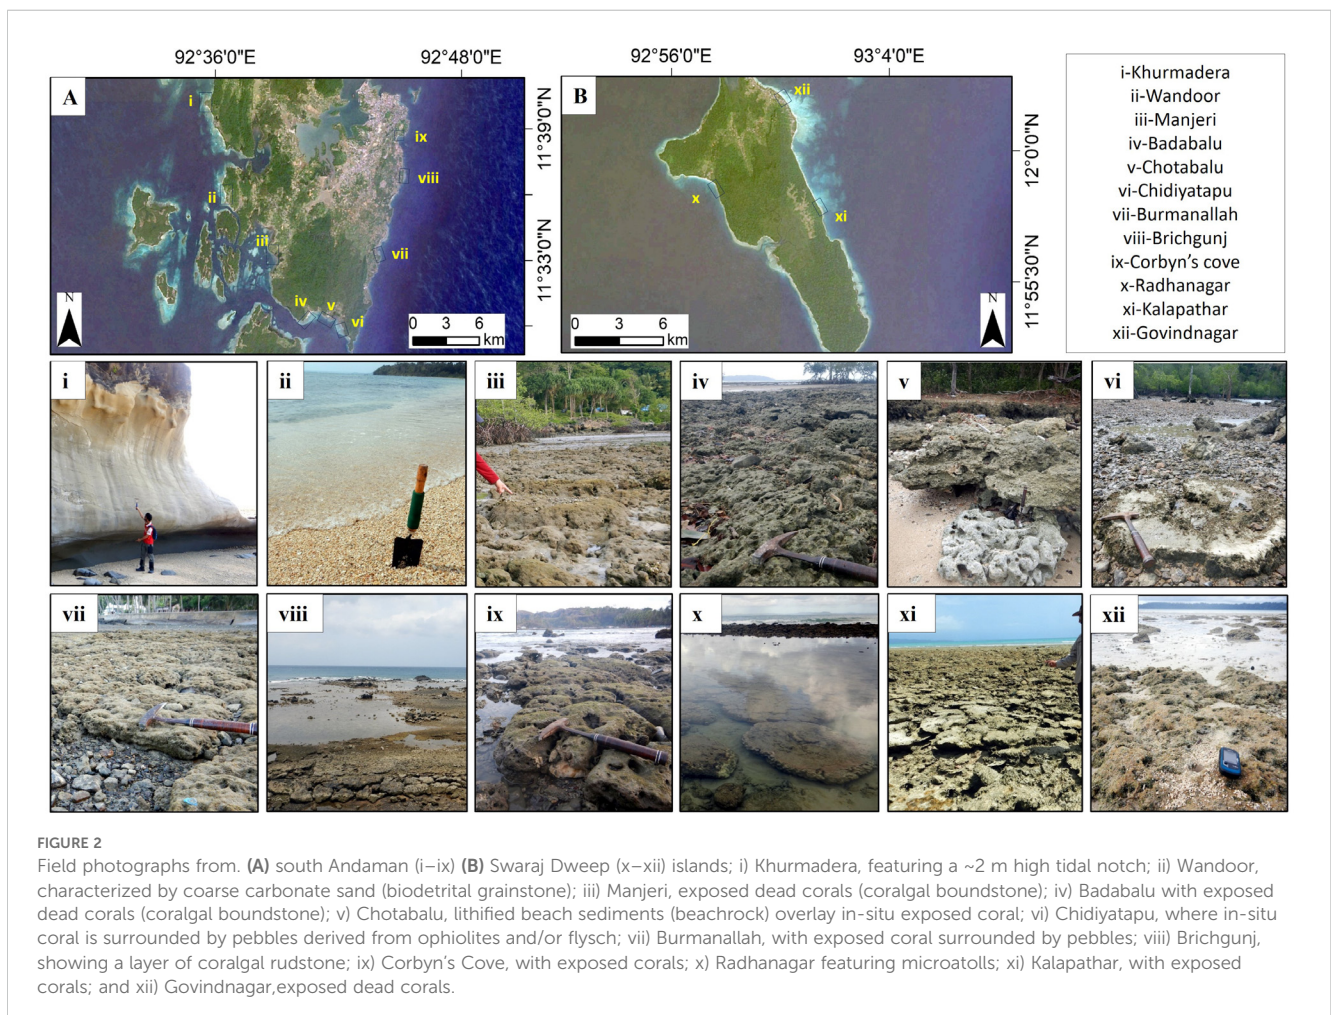 92°36'0"E
92°48'0"E
92°56'0"E
93°4'0"E
A
i
ii
iii
iv
v
vi
vii
viii
ix
11°39'0"N
11°33'0"N
N
0 3 6
km
B
xii
x
xi
12°0'0"N
11°55'30"N
N
0 3 6
km
i-Khurmadera
ii-Wandoor
iii-Manjeri
iv-Badabalu
v-Chotabalu
vi-Chidiyatapu
vii-Burmanallah
viii-Brichgunj
ix-Corbyn's cove
x-Radhanagar
xi-Kalapathar
xii-Govindnagar
i
ii
iii
iv
v
vi
vii
viii
ix
x
xi
xii
FIGURE 2
Field photographs from. (A) south Andaman (i–ix) (B) Swaraj Dweep (x–xii) islands; i) Khurmadera, featuring a ~2 m high tidal notch; ii) Wandoor,
characterized by coarse carbonate sand (biodetrital grainstone); iii) Manjeri, exposed dead corals (coralgal boundstone); iv) Badabalu with exposed
dead corals (coralgal boundstone); v) Chotabalu, lithified beach sediments (beachrock) overlay in-situ exposed coral; vi) Chidiyatapu, where in-situ
coral is surrounded by pebbles derived from ophiolites and/or flysch; vii) Burmanallah, with exposed coral surrounded by pebbles; viii) Brichgunj,
showing a layer of coralgal rudstone; ix) Corbyn's Cove, with exposed corals; x) Radhanagar featuring microatolls; xi) Kalapathar, with exposed
corals; and xii) Govindnagar,exposed dead corals.